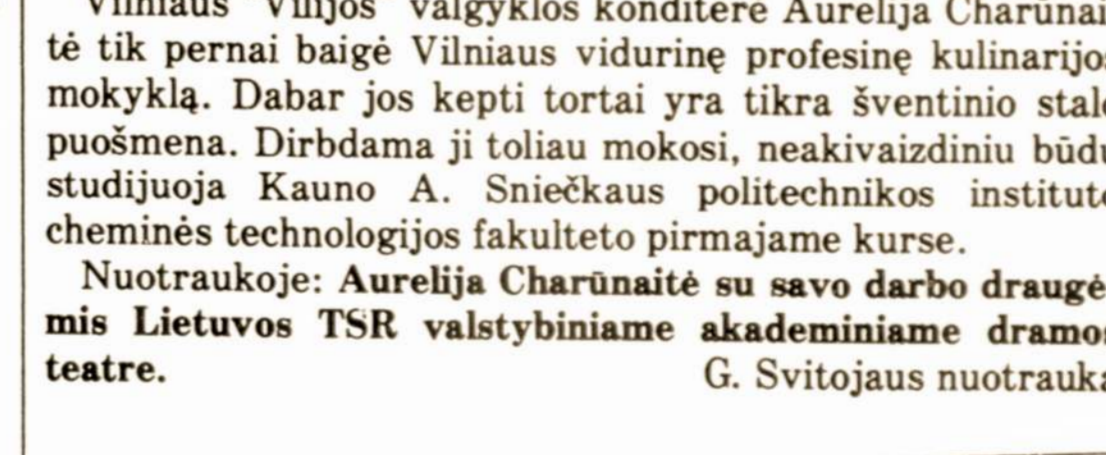 Vilniaus "Vilijos" valgyklos konditerė Aurelija Charūnai
tė tik pernai baigė Vilniaus vidurinę profesinę kulinarijos
mokyklą. Dabar jos kepti tortai yra tikra šventinio stalo
puošmena. Dirbdama ji toliau mokosi, neakivaizdiniu būdu
studijuoja Kauno A. Sniečkaus politechnikos instituto
cheminės technologijos fakulteto pirmajame kurse.
Nuotraukoje: Aurelija Charūnaitė su savo darbo draugė
mis Lietuvos TSR valstybiniame akademiniame dramos
teatre. G. Svitojaus nuotrauka